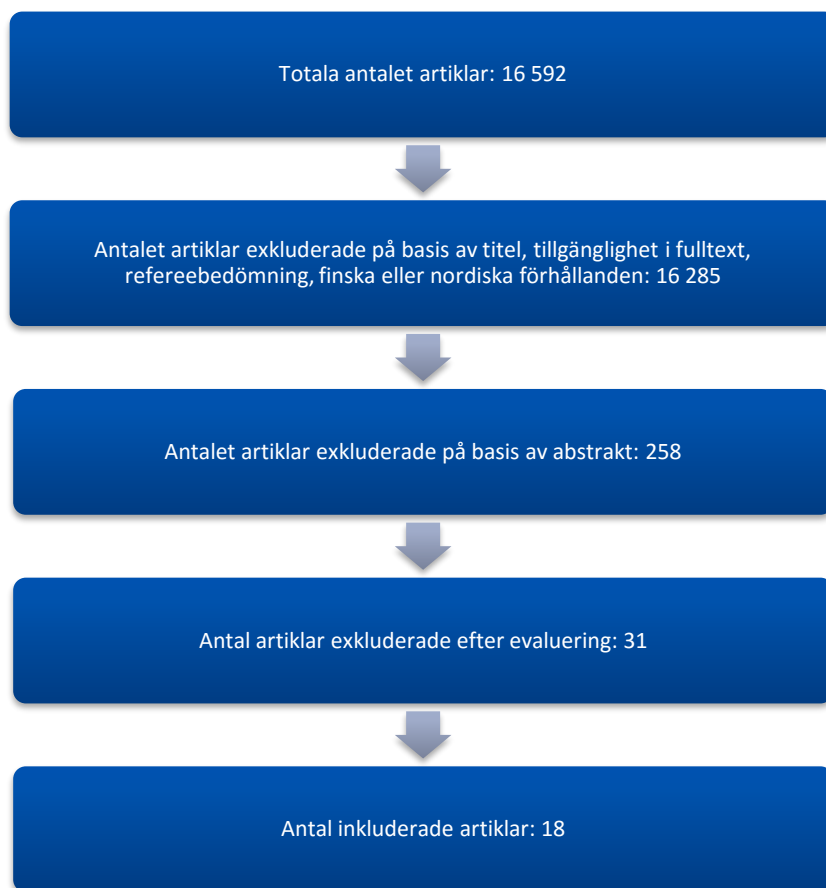 Totala antalet artiklar: 16 592
Antalet artiklar exkluderade på basis av titel, tillgänglighet i fulltext,
refereebedömning, finska eller nordiska förhållanden: 16 285
Antalet artiklar exkluderade på basis av abstrakt: 258
Antal artiklar exkluderade efter evaluering: 31
Antal inkluderade artiklar: 18